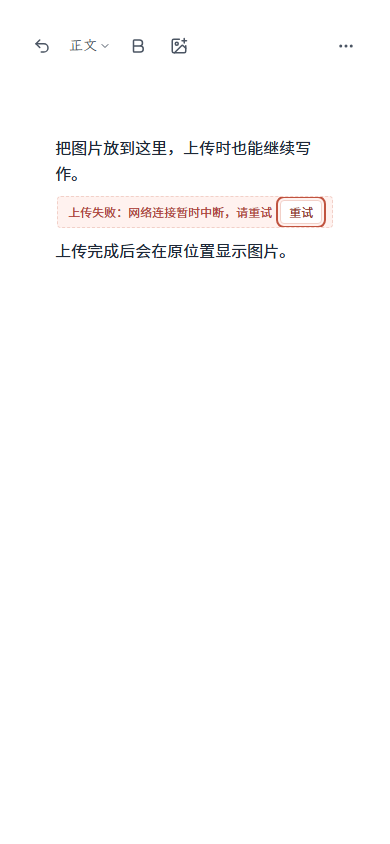 正文
把图片放到这里，上传时也能继续写
作。
上传失败：网络连接暂时中断，请重试 重试
上传完成后会在原位置显示图片。